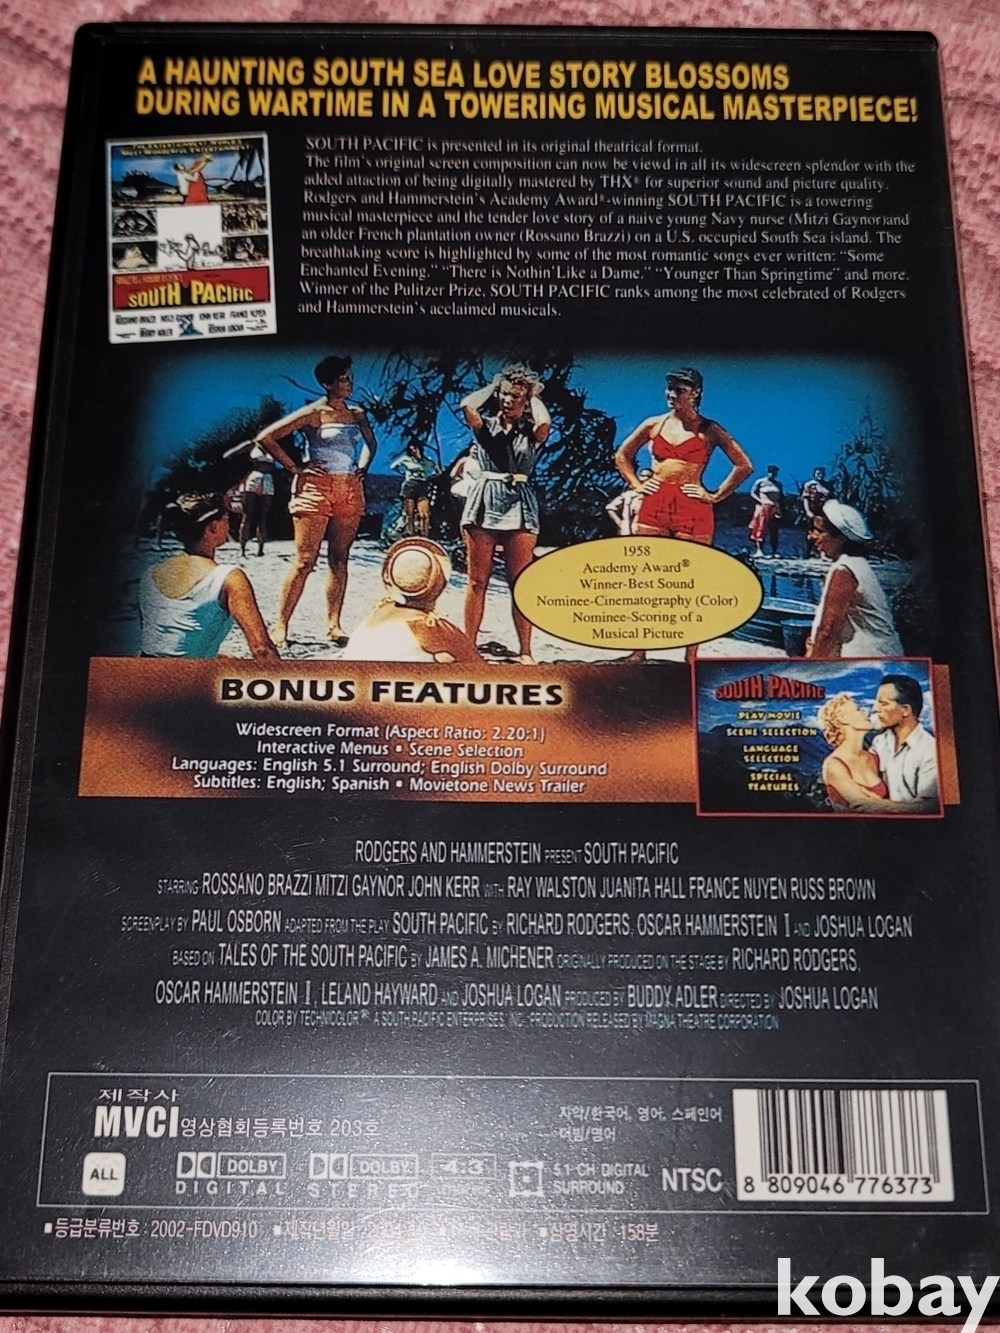 A HAUNTING SOUTH SEA LOVE STORY BLOSSOMS
DURING WARTIME IN A TOWERING MUSICAL MASTERPIECE!
SOUTH PACIFIC is presented in its original theatrical format.
The film's original screen composition can now be viewd in all its widescreen splendor with the
added attaction of being digitally mastered by THX® for superior sound and picture quality.
Rodgers and Hammerstein's Academy Award®-winning SOUTH PACIFIC is a towering
musical masterpiece and the tender love story of a naive young Navy nurse (Mitzi Gaynor)and
an older French plantation owner (Rossano Brazzi) on a U.S. occupied South Sea island. The
breathtaking score is highlighted by some of the most romantic songs ever written: "Some
Enchanted Evening." "There is Nothin' Like a Dame," "Younger Than Springtime" and more.
Winner of the Pulitzer Prize, SOUTH PACIFIC ranks among the most celebrated of Rodgers
and Hammerstein's acclaimed musicals.
SOUTH PACIFIC
1958
Academy Award®
Winner-Best Sound
Nominee-Cinematography (Color)
Nominee-Scoring of a
Musical Picture
BONUS FEATURES
Widescreen Format (Aspect Ratio: 2.20:1)
Interactive Menus ▪ Scene Selection
Languages: English 5.1 Surround; English Dolby Surround
Subtitles: English; Spanish ▪ Movietone News Trailer
SOUTH PACIFIC
PLAY MOVIE
SCENE SELECTION
LANGUAGE
SELECTION
SPECIAL
FEATURES
RODGERS AND HAMMERSTEIN PRESENT SOUTH PACIFIC
STARRING ROSSANO BRAZZI MITZI GAYNOR JOHN KERR WITH RAY WALSTON JUANITA HALL FRANCE NUYEN RUSS BROWN
SCREENPLAY BY PAUL OSBORN ADAPTED FROM THE PLAY SOUTH PACIFIC BY RICHARD RODGERS, OSCAR HAMMERSTEIN I AND JOSHUA LOGAN
BASED ON TALES OF THE SOUTH PACIFIC BY JAMES A. MICHENER ORIGINALLY PRODUCED ON THE STAGE BY RICHARD RODGERS,
OSCAR HAMMERSTEIN I, LELAND HAYWARD AND JOSHUA LOGAN PRODUCED BY BUDDY ADLER DIRECTED BY JOSHUA LOGAN
COLOR BY TECHNICOLOR® A SOUTH PACIFIC ENTERPRISES, INC. PRODUCTION RELEASED BY MAGNA THEATRE CORPORATION
제작사
MVCI 영상협회등록번호 203호
자막/한국어, 영어, 스페인어
더빙/영어
ALL
DOLBY DIGITAL
DOLBY STEREO
4:3
5.1 CH DIGITAL
SURROUND
NTSC
8 809046 776373
▪등급분류번호 : 2002-FDVD910 ▪제작년월일 ▪상영시간 158분
kobay